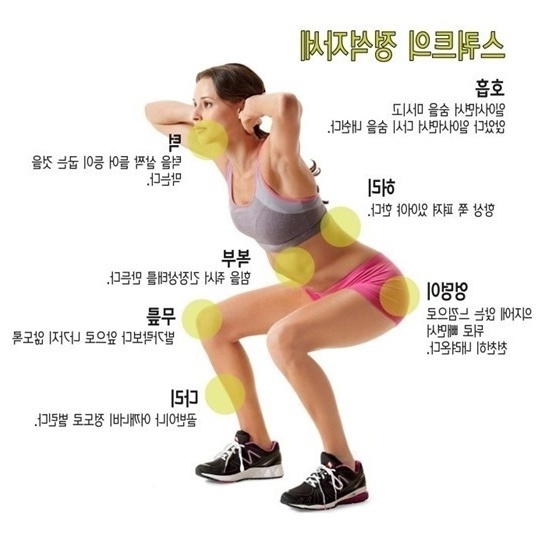 스쿼트의 정석자세
호흡
일어서면서 숨을 마시고
앉았다 일어서면서 다시 숨을 내쉰다.
턱
턱을 살짝 들어 등이 굽는 것을
막는다.
허리
항상 쭉 펴져 있어야 한다.
복부
힘을 줘서 긴장상태를 만든다.
엉덩이
의자에 앉는 느낌으로
뒤로 빼면서
천천히 내려온다.
무릎
발가락보다 앞으로 나가지 않도록
다리
골반이나 어깨너비 정도로 벌린다.